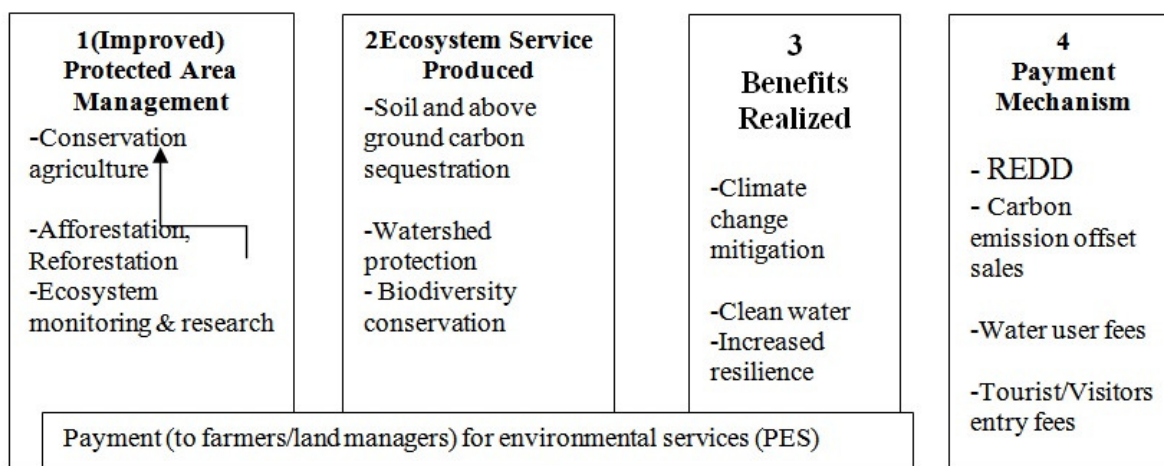 1(Improved)
Protected Area
Management
-Conservation
agriculture
-Afforestation,
Reforestation
-Ecosystem
monitoring & research
2Ecosystem Service
Produced
-Soil and above
ground carbon
sequestration
-Watershed
protection
- Biodiversity
conservation
3
Benefits
Realized
-Climate
change
mitigation
-Clean water
-Increased
resilience
4
Payment
Mechanism
- REDD
- Carbon
emission offset
sales
-Water user fees
-Tourist/Visitors
entry fees
Payment (to farmers/land managers) for environmental services (PES)